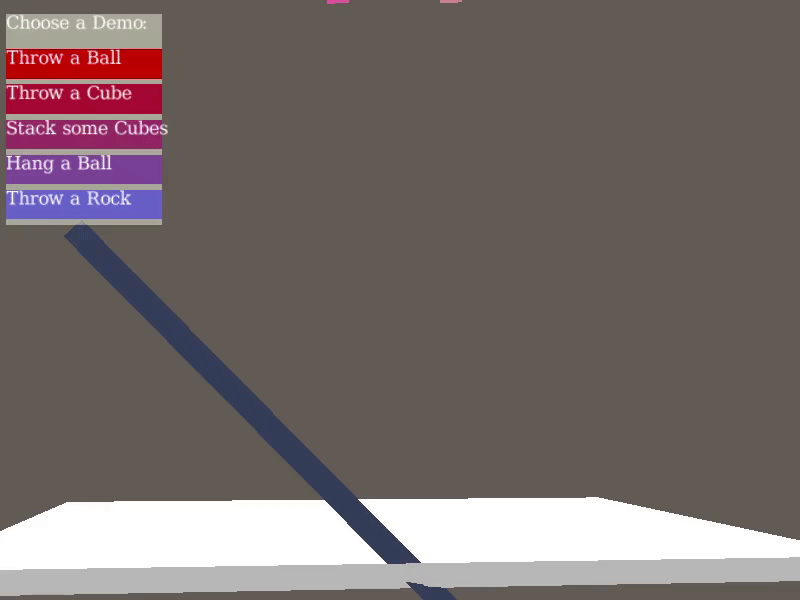 Choose a Demo:
Throw a Ball
Throw a Cube
Stack some Cubes
Hang a Ball
Throw a Rock